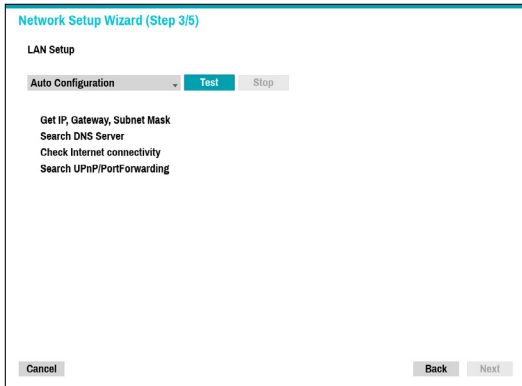 Network Setup Wizard (Step 3/5)
LAN Setup
Auto Configuration Test Stop
Get IP, Gateway, Subnet Mask
Search DNS Server
Check Internet connectivity
Search UPnP/PortForwarding
Cancel Back Next